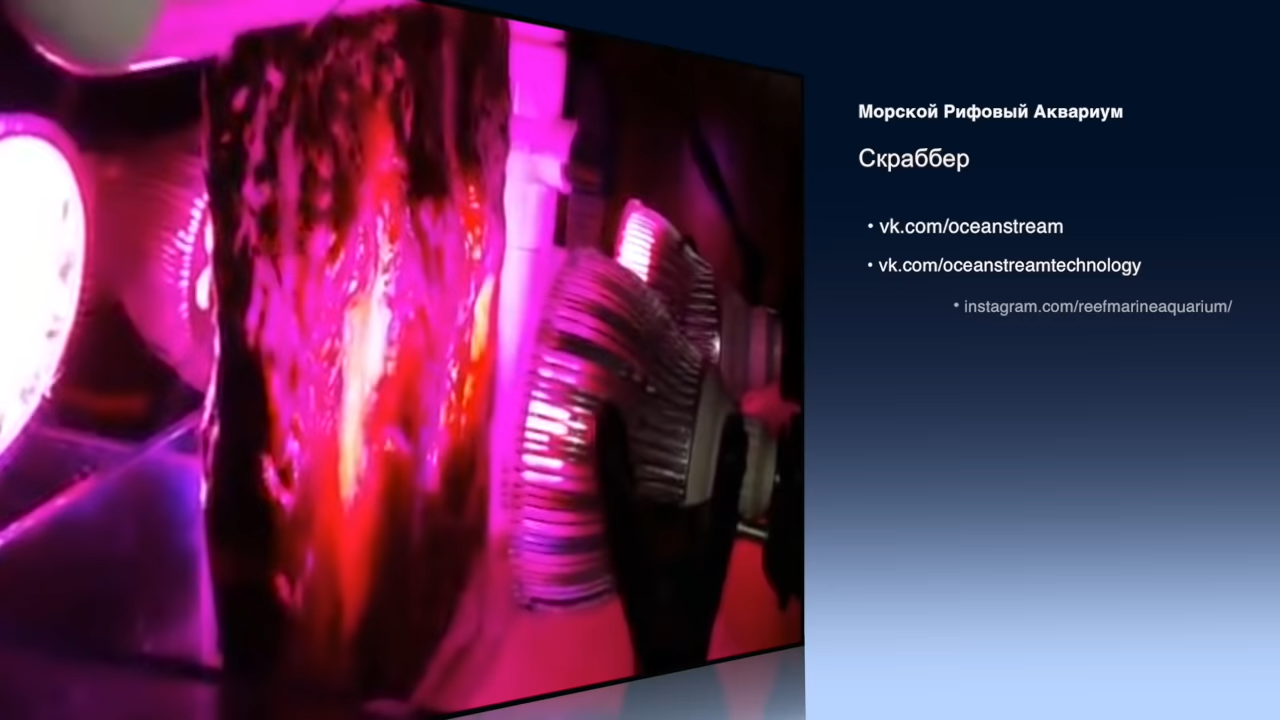 Морской Рифовый Аквариум
Скраббер
• vk.com/oceanstream
• vk.com/oceanstreamtechnology
• instagram.com/reefmarineaquarium/